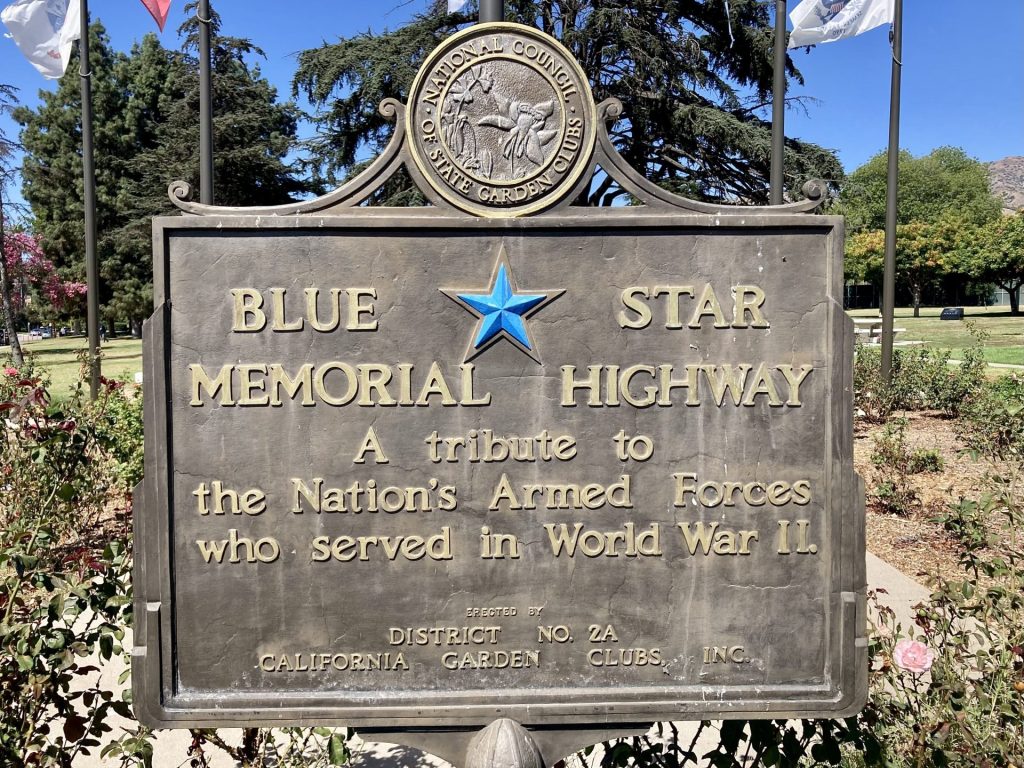 NATIONAL COUNCIL
OF STATE GARDEN CLUBS
BLUE STAR
MEMORIAL HIGHWAY
A tribute to
the Nation's Armed Forces
who served in World War II.
ERECTED BY
DISTRICT NO. 2A
CALIFORNIA GARDEN CLUBS, INC.